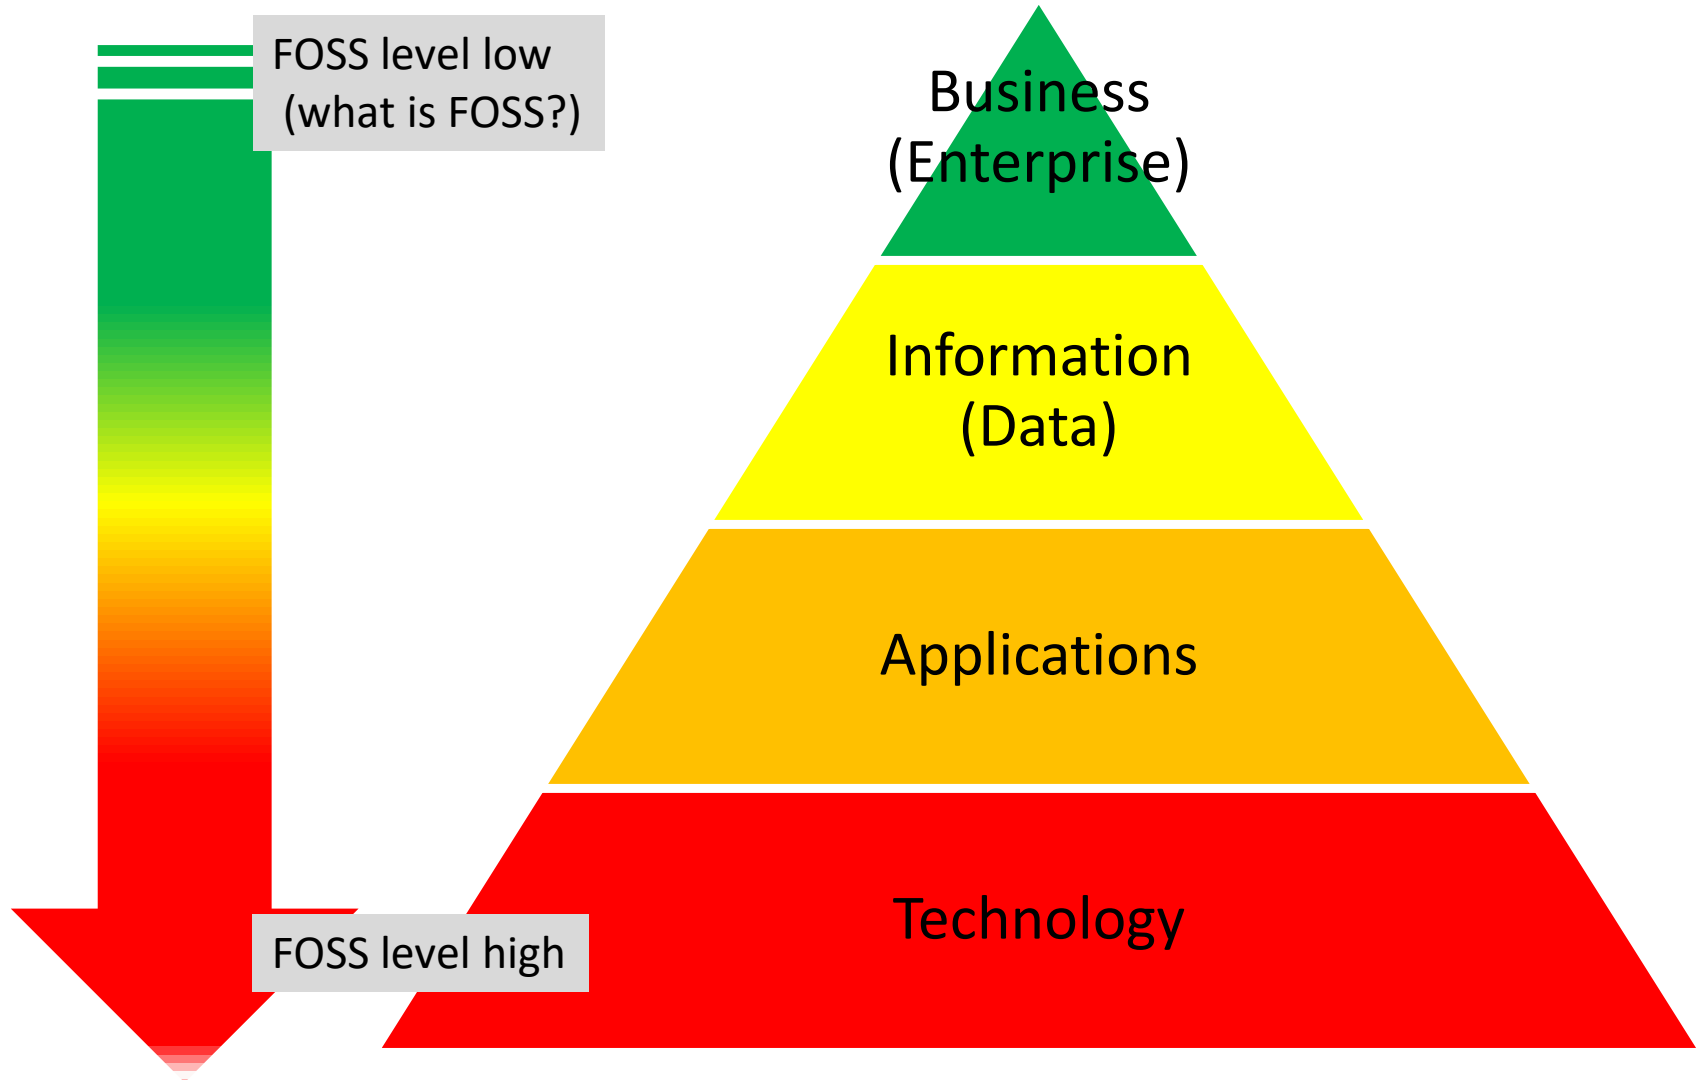 FOSS level low
(what is FOSS?)
Business
(Enterprise)
Information
(Data)
Applications
Technology
FOSS level high